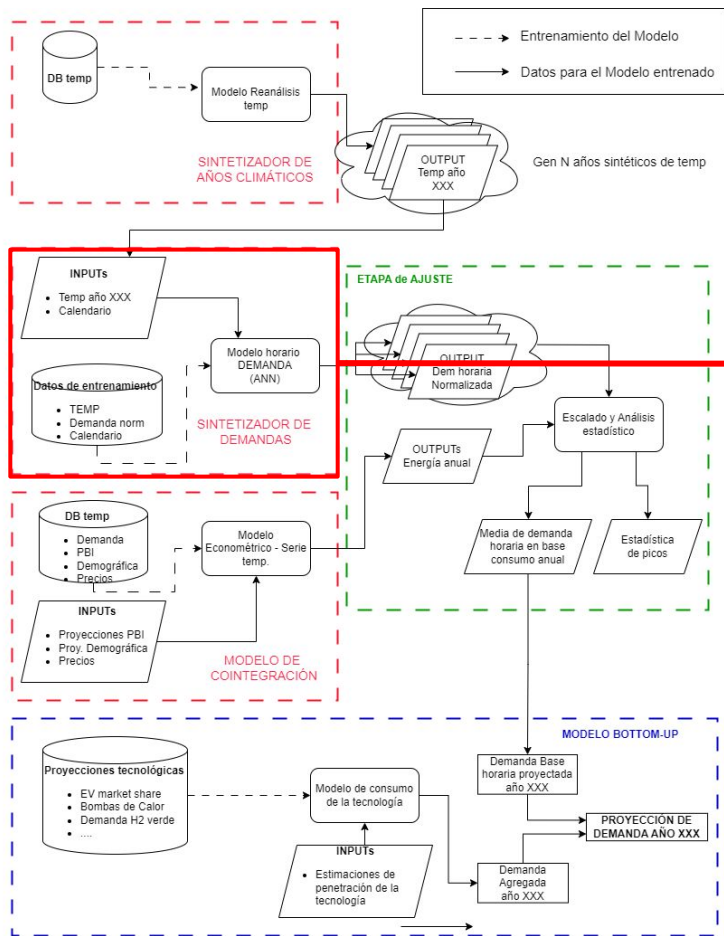 Entrenamiento del Modelo
Datos para el Modelo entrenado
DB temp
Modelo Reanálisis
temp
SINTETIZADOR DE
AÑOS CLIMÁTICOS
OUTPUT
Temp año
XXX
Gen N años sintéticos de temp
INPUTs
Temp año XXX
Calendario
Modelo horario
DEMANDA
(ANN)
Datos de entrenamiento
TEMP
Demanda norm
Calendario
SINTETIZADOR DE
DEMANDAS
ETAPA de AJUSTE
OUTPUT
Dem horaria
Normalizada
Escalado y Análisis
estadístico
OUTPUTs
Energía anual
Media de demanda
horaria en base
consumo anual
Estadística
de picos
DB temp
Demanda
PBI
Demográfica
Precios
Modelo
Econométrico - Serie
temp.
INPUTs
Proyecciones PBI
Proy. Demográfica
Precios
MODELO DE
COINTEGRACIÓN
MODELO BOTTOM-UP
Proyecciones tecnológicas
EV market share
Bombas de Calor
Demanda H2 verde
....
Modelo de consumo
de la tecnología
INPUTs
Estimaciones de
penetración de la
tecnología
Demanda Base
horaria proyectada
año XXX
PROYECCIÓN DE
DEMANDA AÑO XXX
Demanda
Agregada
año XXX